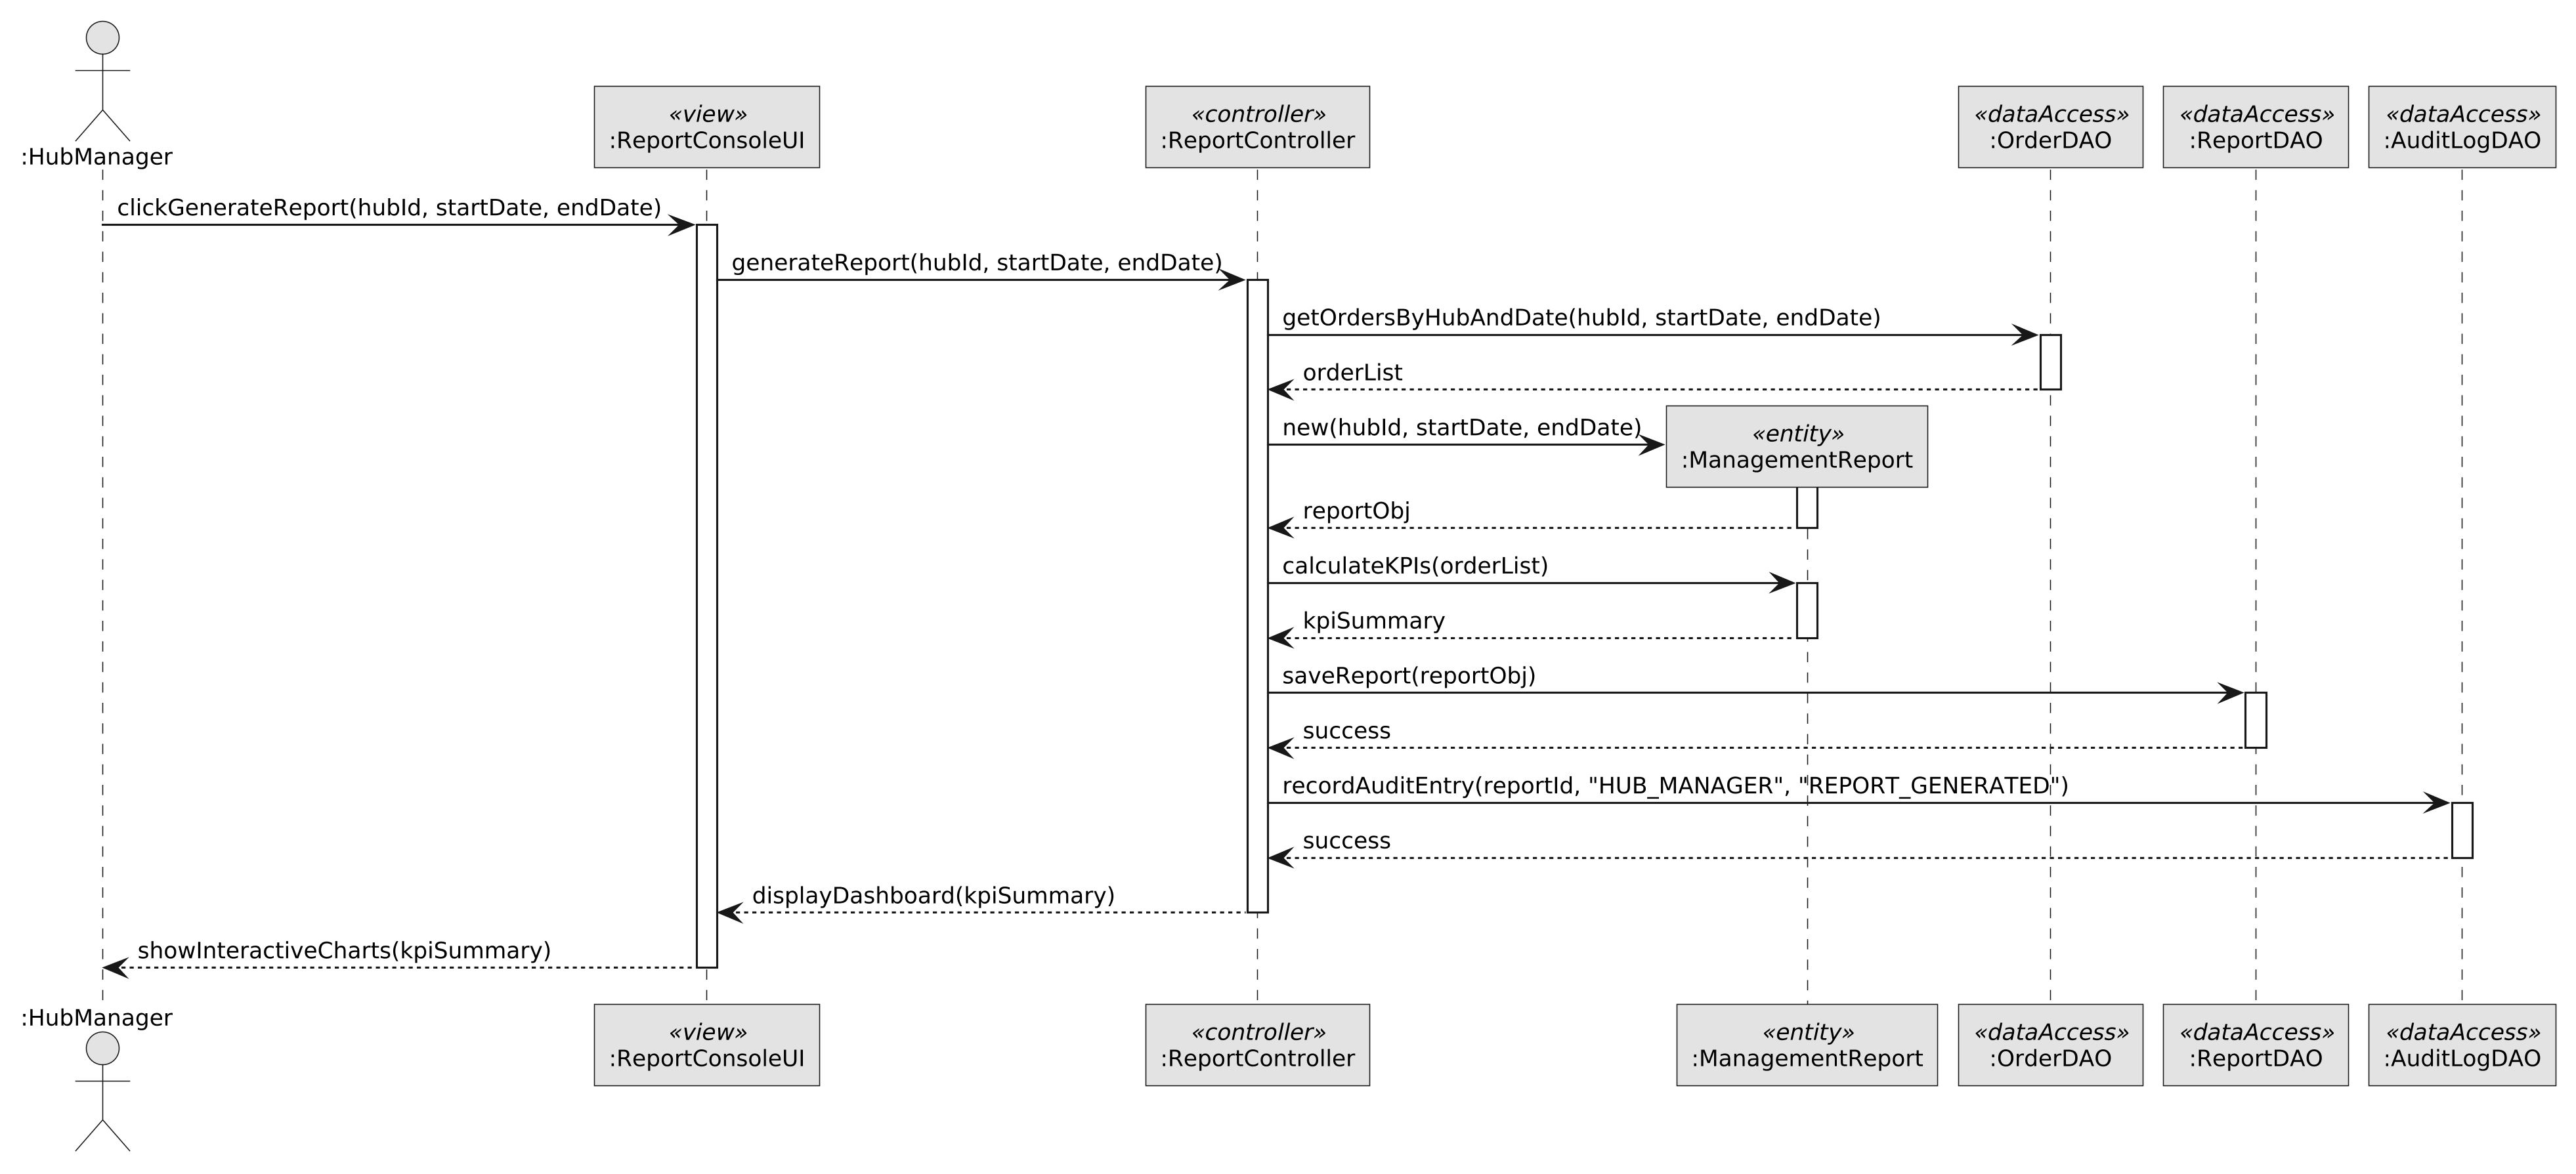 :HubManager
«view»
:ReportConsoleUI
«controller»
:ReportController
«dataAccess»
:OrderDAO
«dataAccess»
:ReportDAO
«dataAccess»
:AuditLogDAO
clickGenerateReport(hubId, startDate, endDate)
generateReport(hubId, startDate, endDate)
getOrdersByHubAndDate(hubId, startDate, endDate)
orderList
new(hubId, startDate, endDate)
«entity»
:ManagementReport
reportObj
calculateKPIs(orderList)
kpiSummary
saveReport(reportObj)
success
recordAuditEntry(reportId, "HUB_MANAGER", "REPORT_GENERATED")
success
displayDashboard(kpiSummary)
showInteractiveCharts(kpiSummary)
:HubManager
«view»
:ReportConsoleUI
«controller»
:ReportController
«entity»
:ManagementReport
«dataAccess»
:OrderDAO
«dataAccess»
:ReportDAO
«dataAccess»
:AuditLogDAO